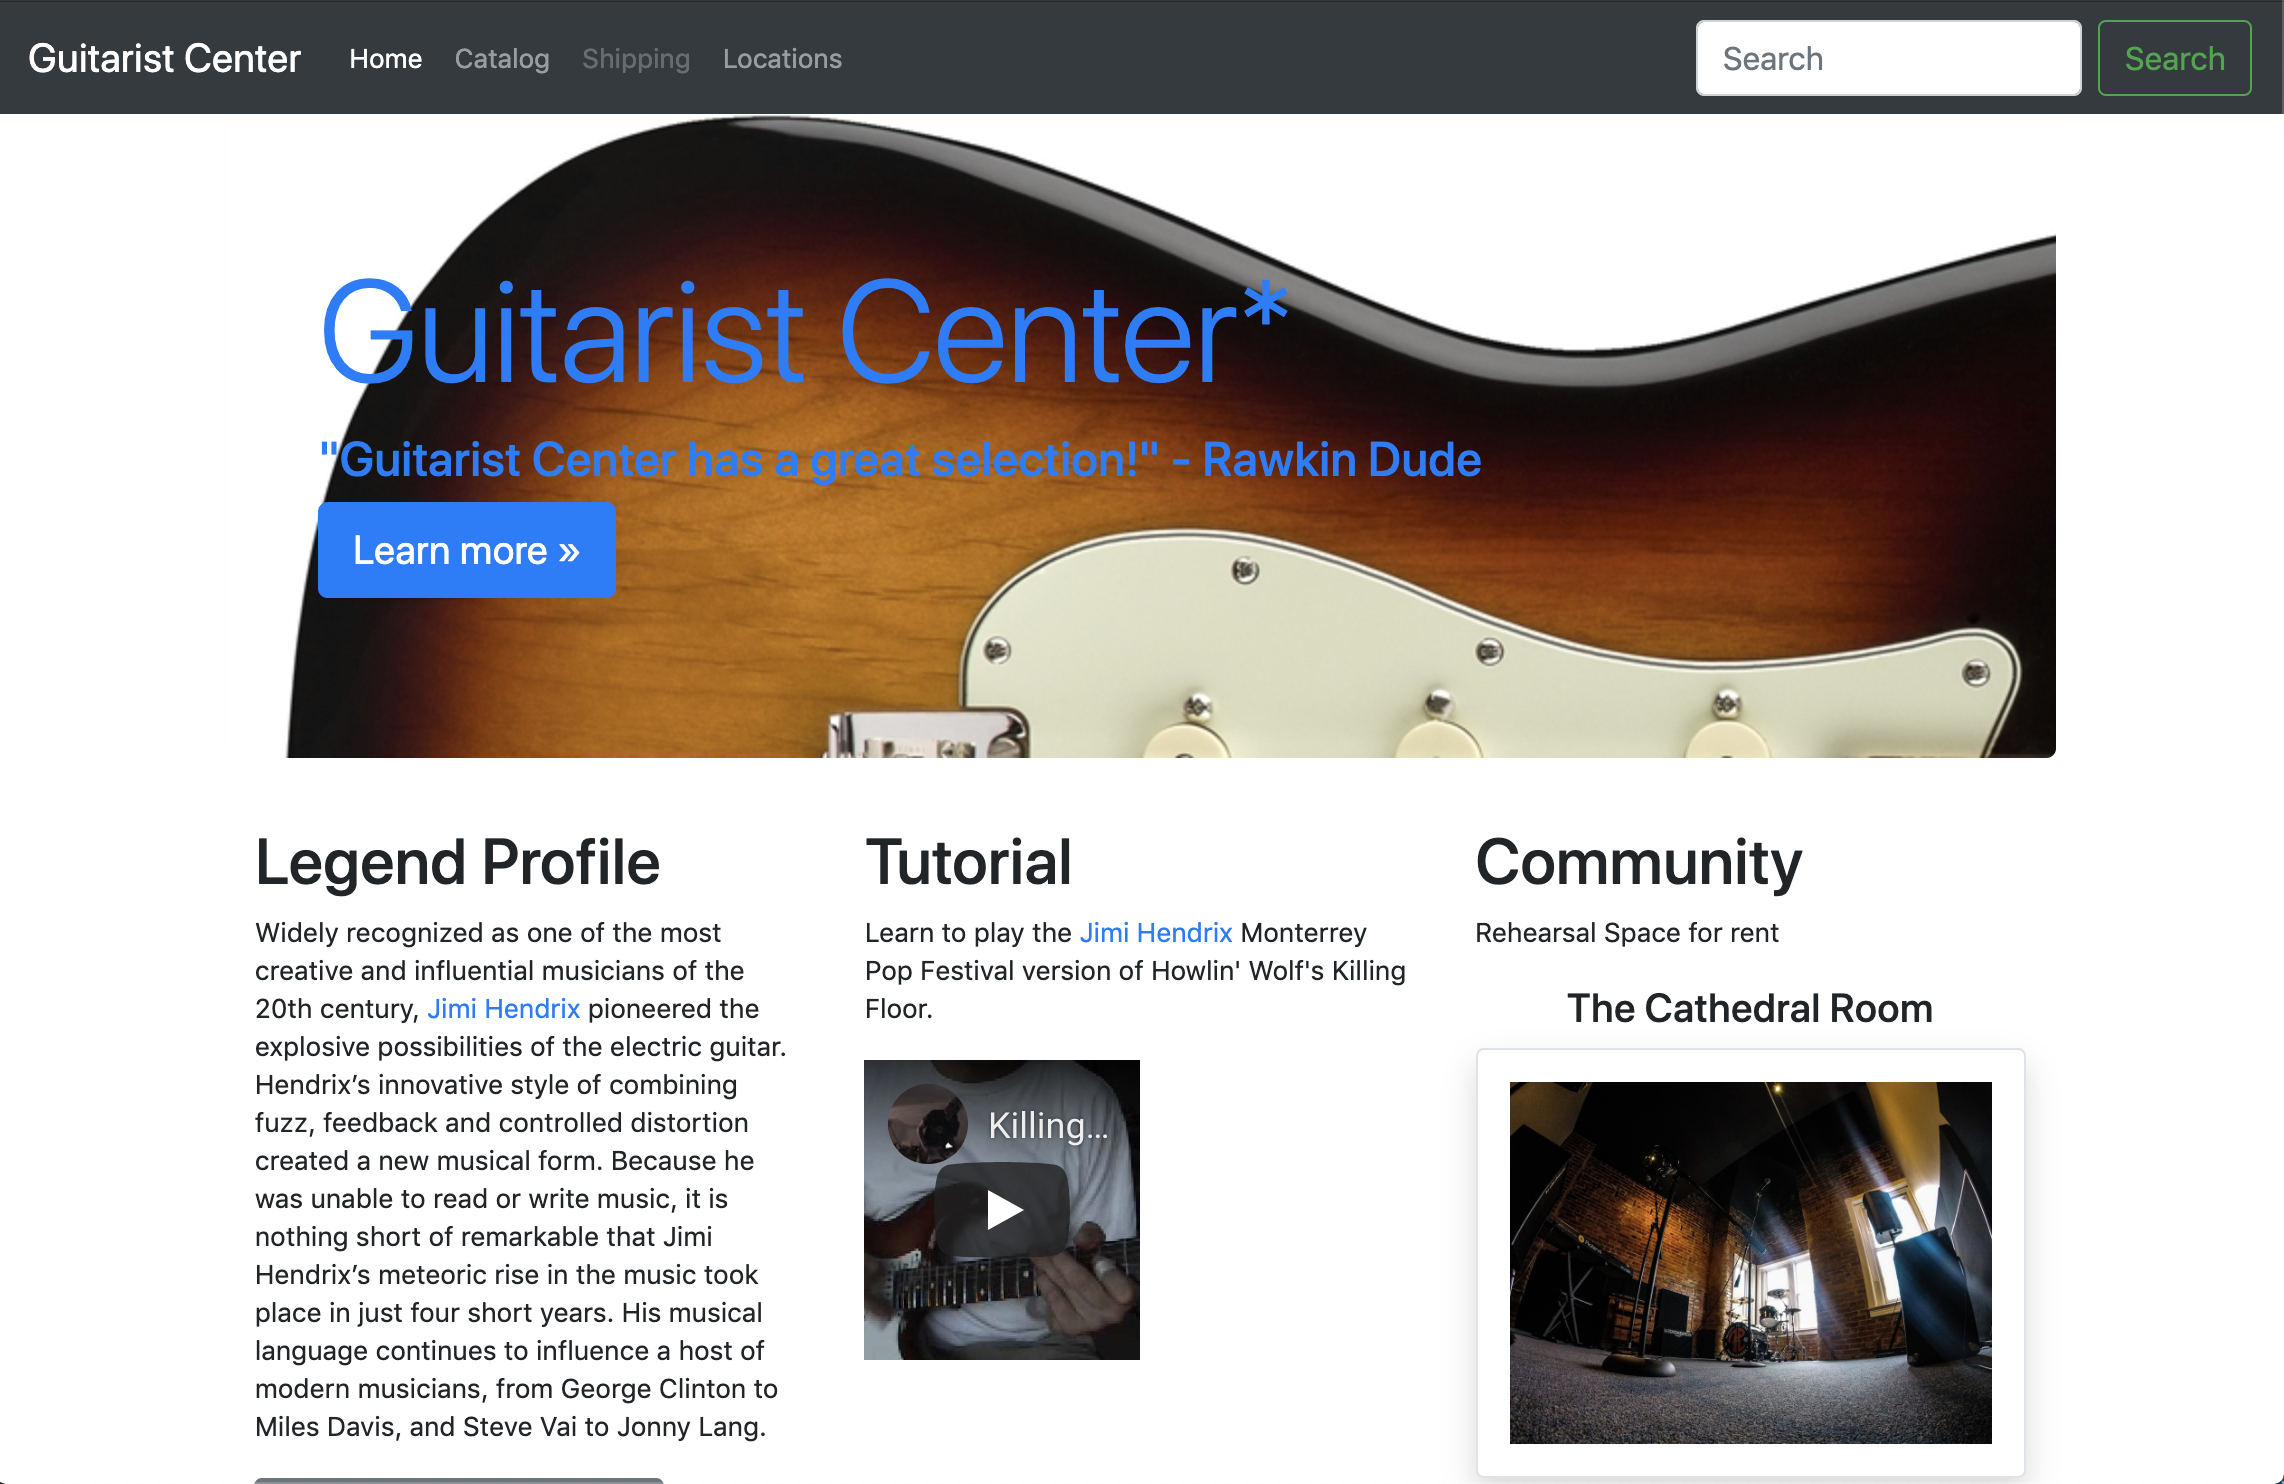 Guitarist Center Home Catalog Shipping Locations Search Search
Guitarist Center*
"Guitarist Center has a great selection!" - Rawkin Dude
Learn more »
Legend Profile
Widely recognized as one of the most
creative and influential musicians of the
20th century, Jimi Hendrix pioneered the
explosive possibilities of the electric guitar.
Hendrix’s innovative style of combining
fuzz, feedback and controlled distortion
created a new musical form. Because he
was unable to read or write music, it is
nothing short of remarkable that Jimi
Hendrix’s meteoric rise in the music took
place in just four short years. His musical
language continues to influence a host of
modern musicians, from George Clinton to
Miles Davis, and Steve Vai to Jonny Lang.
Tutorial
Learn to play the Jimi Hendrix Monterrey
Pop Festival version of Howlin' Wolf's Killing
Floor.
Killing...
Community
Rehearsal Space for rent
The Cathedral Room